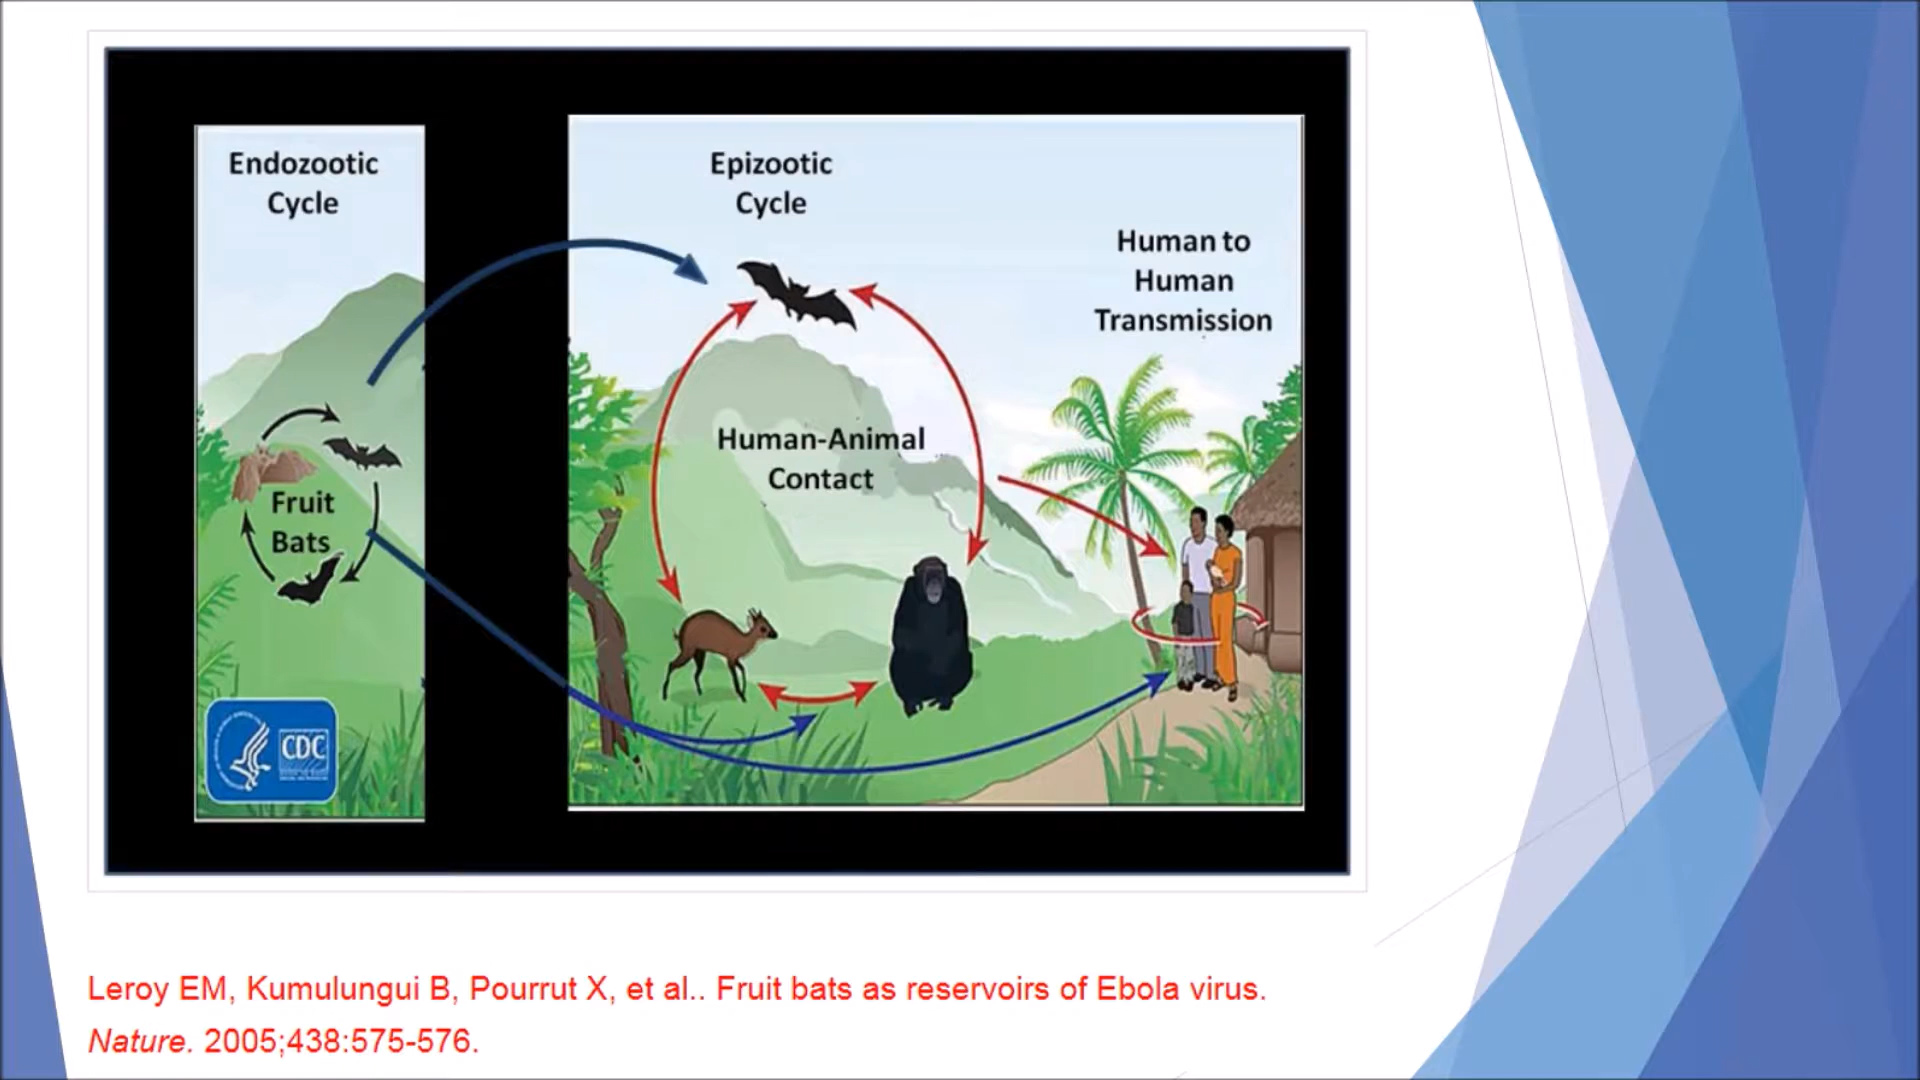 Endozootic
Cycle
Fruit
Bats
CDC
Epizootic
Cycle
Human-Animal
Contact
Human to
Human
Transmission
Leroy EM, Kumulungui B, Pourrut X, et al.. Fruit bats as reservoirs of Ebola virus.
Nature. 2005;438:575-576.